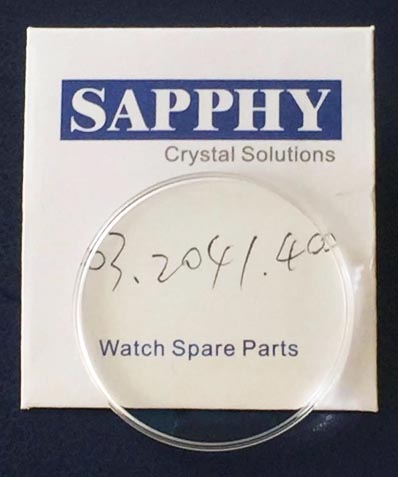 SAPPHY
Crystal Solutions
03.2041.400
Watch Spare Parts